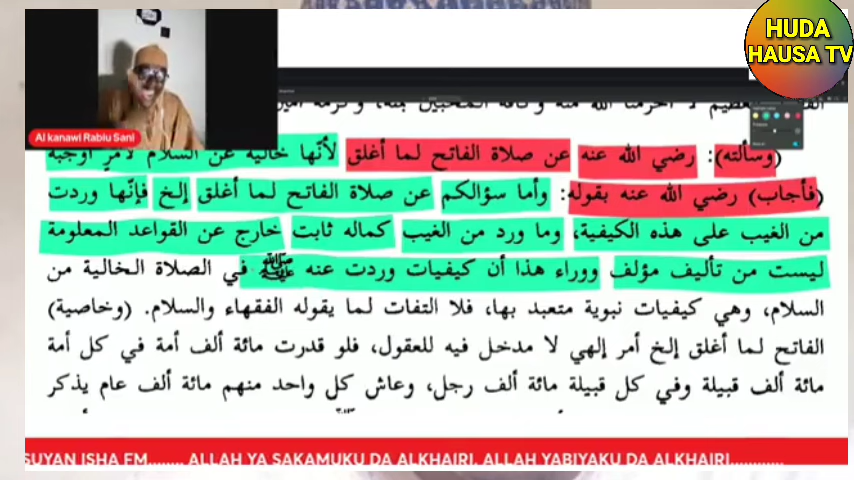 HUDA
HAUSA TV
Al kanawi Rabiu Sani
(وسألته): رضي الله عنه عن صلاة الفاتح لما أغلق لأنّها خالية عن السلام لأمرٍ أوجبه
(فأجاب) رضي الله عنه بقوله: وأما سؤالكم عن صلاة الفاتح لما أغلق إلخ فإنّها وردت
من الغيب على هذه الكيفية، وما ورد من الغيب كماله ثابت خارج عن القواعد المعلومة
ليست من تأليف مؤلف ووراء هذا أن كيفيات وردت عنه ﷺ في الصلاة الخالية من
السلام، وهي كيفيات نبوية متعبد بها، فلا التفات لما يقوله الفقهاء والسلام. (وخاصية)
الفاتح لما أغلق إلخ أمر إلهي لا مدخل فيه للعقول، فلو قدرت مائة ألف أمة في كل أمة
مائة ألف قبيلة وفي كل قبيلة مائة ألف رجل، وعاش كل واحد منهم مائة ألف عام يذكر
SUYAN ISHA FM........ ALLAH YA SAKAMUKU DA ALKHAIRI, ALLAH YABIYAKU DA ALKHAIRI............